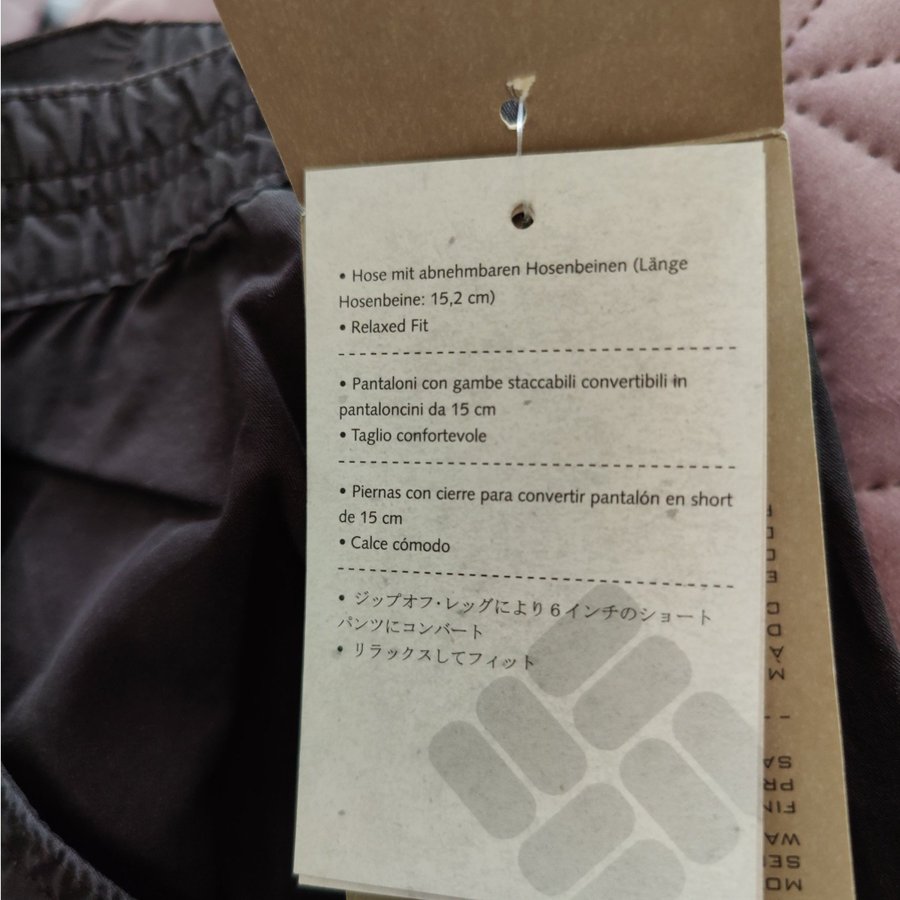 • Hose mit abnehmbaren Hosenbeinen (Länge
Hosenbeine: 15,2 cm)
• Relaxed Fit
• Pantaloni con gambe staccabili convertibili in
pantaloncini da 15 cm
• Taglio confortevole
• Piernas con cierre para convertir pantalón en short
de 15 cm
• Calce cómodo
• ジップオフ・レッグにより6インチのショート
パンツにコンバート
• リラックスしてフィット